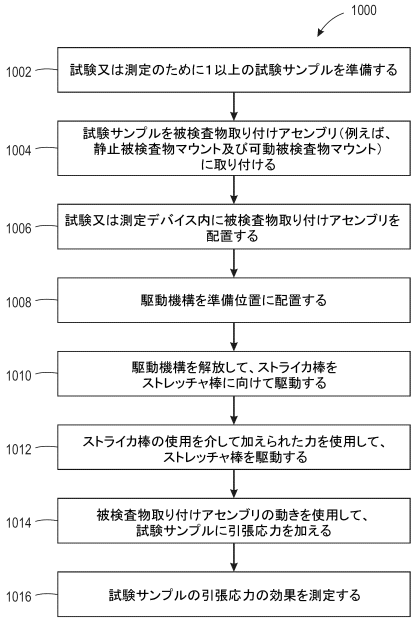 1000
1002
試験又は測定のために1以上の試験サンプルを準備する
1004
試験サンプルを被検査物取り付けアセンブリ(例えば、
静止被検査物マウント及び可動被検査物マウント)
に取り付ける
1006
試験又は測定デバイス内に被検査物取り付けアセンブリを
配置する
1008
駆動機構を準備位置に配置する
1010
駆動機構を解放して、ストライカ棒を
ストレッチャ棒に向けて駆動する
1012
ストライカ棒の使用を介して加えられた力を使用して、
ストレッチャ棒を駆動する
1014
被検査物取り付けアセンブリの動きを使用して、
試験サンプルに引張応力を加える
1016
試験サンプルの引張応力の効果を測定する